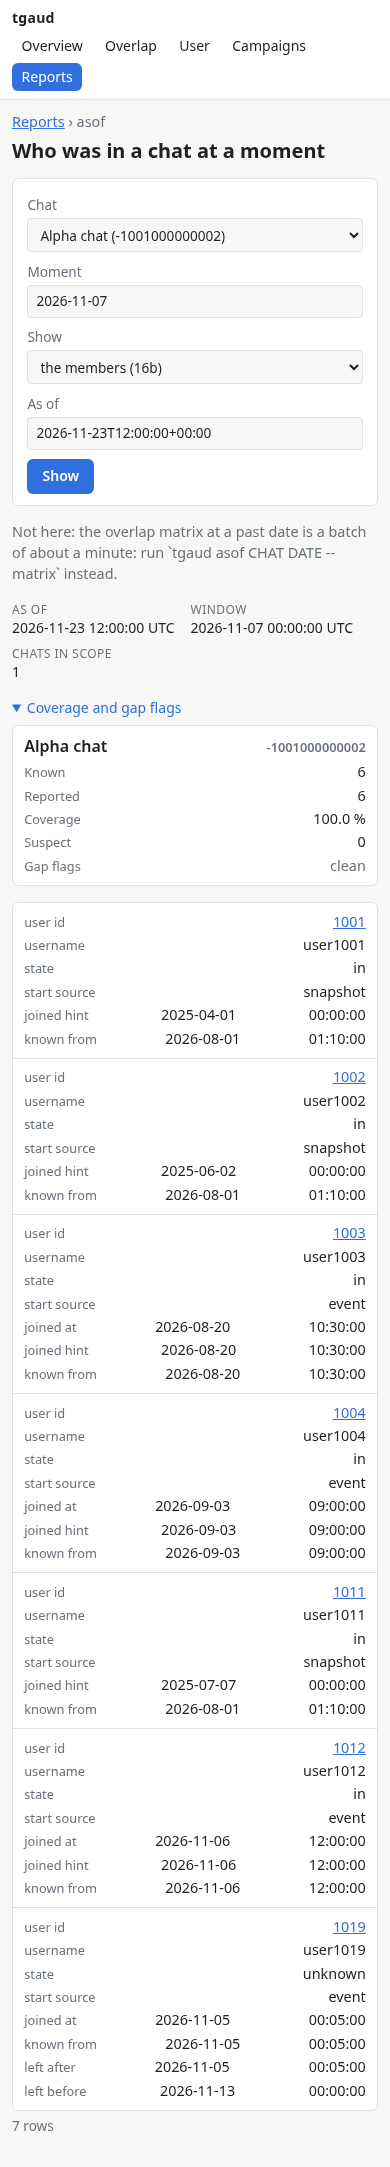 tgaud
Overview Overlap User Campaigns
Reports
Reports › asof
Who was in a chat at a moment
Chat
Alpha chat (-1001000000002)
Moment
2026-11-07
Show
the members (16b)
As of
2026-11-23T12:00:00+00:00
Show
Not here: the overlap matrix at a past date is a batch
of about a minute: run `tgaud asof CHAT DATE --
matrix` instead.
AS OF WINDOW
2026-11-23 12:00:00 UTC 2026-11-07 00:00:00 UTC
CHATS IN SCOPE
1
▼ Coverage and gap flags
Alpha chat -1001000000002
Known 6
Reported 6
Coverage 100.0 %
Suspect 0
Gap flags clean
user id 1001
username user1001
state in
start source snapshot
joined hint 2025-04-01 00:00:00
known from 2026-08-01 01:10:00
user id 1002
username user1002
state in
start source snapshot
joined hint 2025-06-02 00:00:00
known from 2026-08-01 01:10:00
user id 1003
username user1003
state in
start source event
joined at 2026-08-20 10:30:00
joined hint 2026-08-20 10:30:00
known from 2026-08-20 10:30:00
user id 1004
username user1004
state in
start source event
joined at 2026-09-03 09:00:00
joined hint 2026-09-03 09:00:00
known from 2026-09-03 09:00:00
user id 1011
username user1011
state in
start source snapshot
joined hint 2025-07-07 00:00:00
known from 2026-08-01 01:10:00
user id 1012
username user1012
state in
start source event
joined at 2026-11-06 12:00:00
joined hint 2026-11-06 12:00:00
known from 2026-11-06 12:00:00
user id 1019
username user1019
state unknown
start source event
joined at 2026-11-05 00:05:00
known from 2026-11-05 00:05:00
left after 2026-11-05 00:05:00
left before 2026-11-13 00:00:00
7 rows